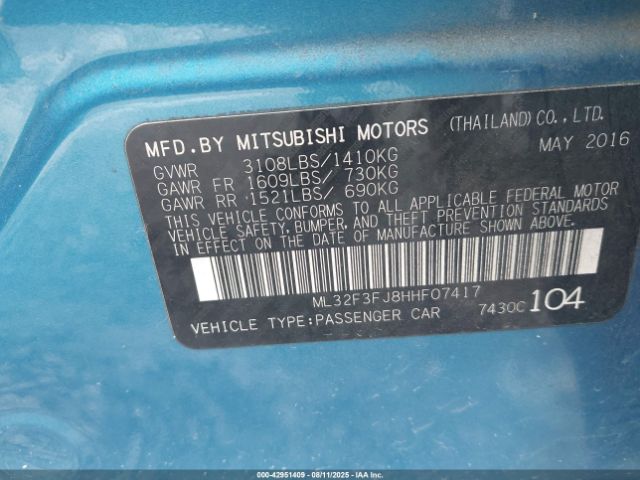 MFD.BY MITSUBISHI MOTORS (THAILAND)CO.,LTD.
MAY 2016
GVWR 3108LBS/1410KG
GAWR FR 1609LBS/ 730KG
GAWR RR 1521LBS/ 690KG
THIS VEHICLE CONFORMS TO ALL APPLICABLE FEDERAL MOTOR
VEHICLE SAFETY,BUMPER,AND THEFT PREVENTION STANDARDS
IN EFFECT ON THE DATE OF MANUFACTURE SHOWN ABOVE.
ML32F3FJ8HHF07417
VEHICLE TYPE:PASSENGER CAR 7430C 104
000-42951409 - 08/11/2025 - IAAI.COM